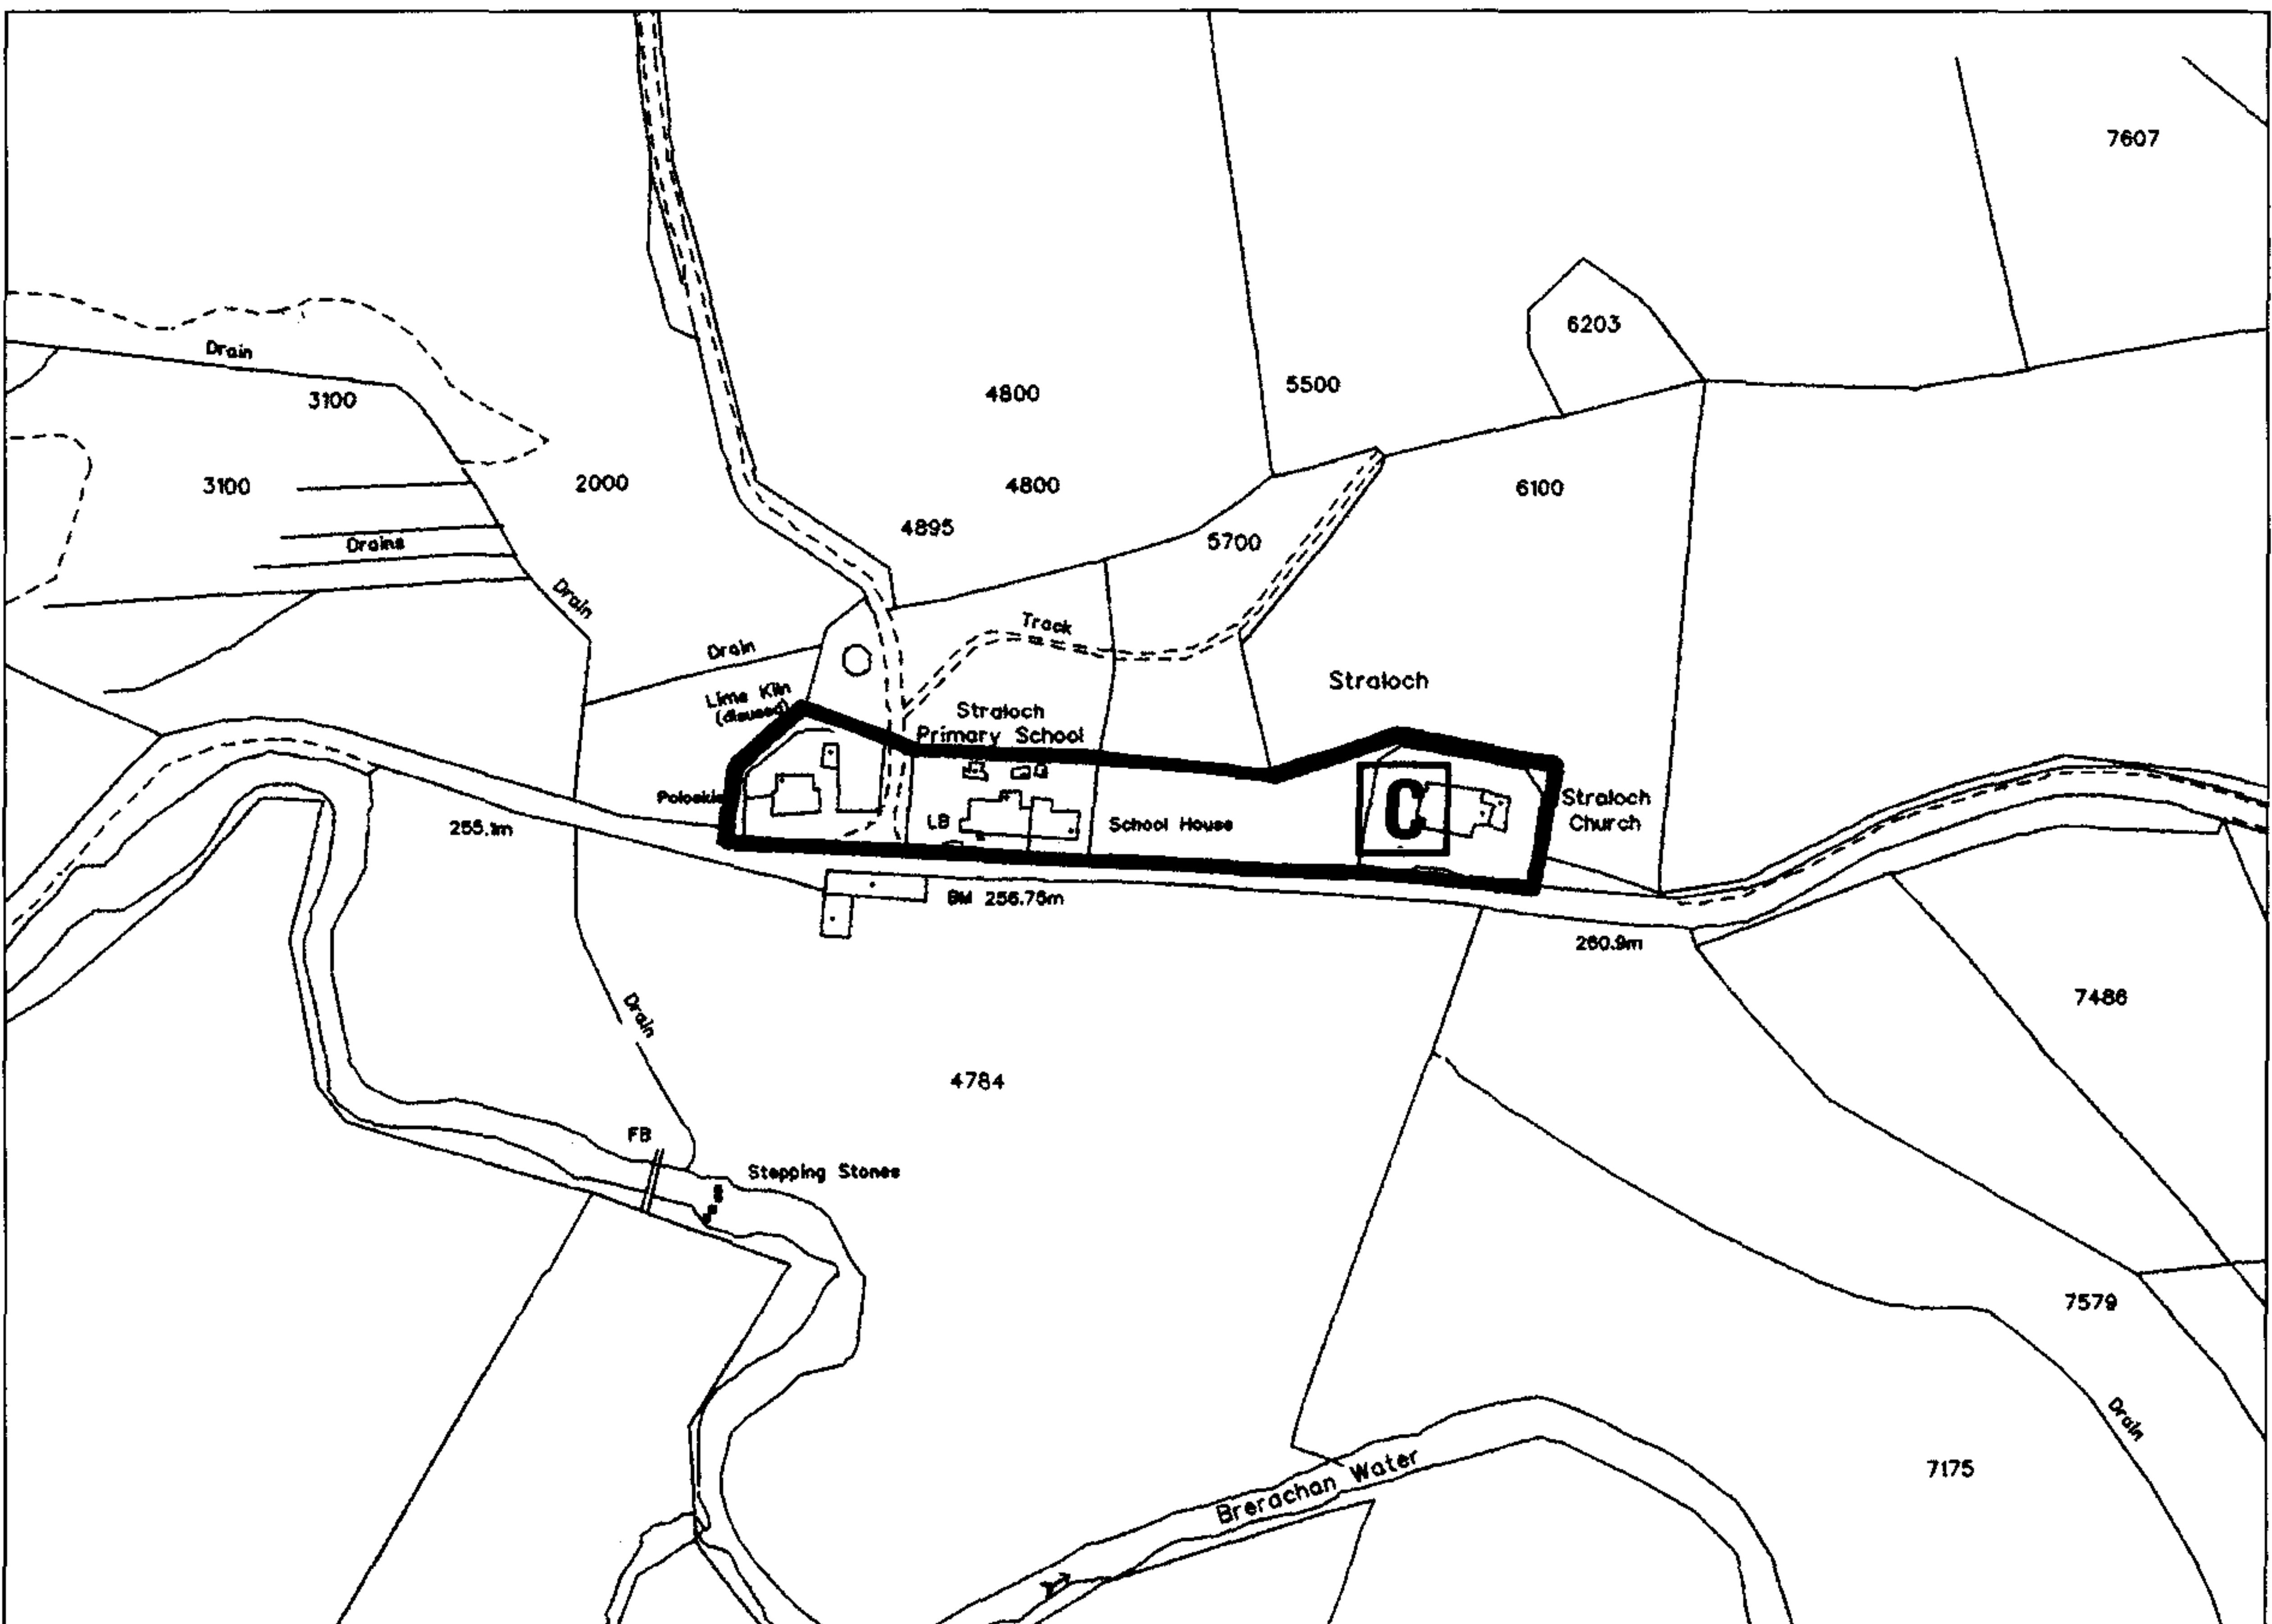 7607
6203
Drain
3100
4800
5500
3100
2000
4800
6100
4895
5700
Drains
Drain
Track
Drain
Straloch
Lime Kiln
(disused)
Straloch
Primary School
C
Straloch
Church
LB
School House
255.1m
BM 256.76m
260.9m
7486
Drain
4784
FB
Stepping Stones
7579
Drain
Brerachan Water
7175